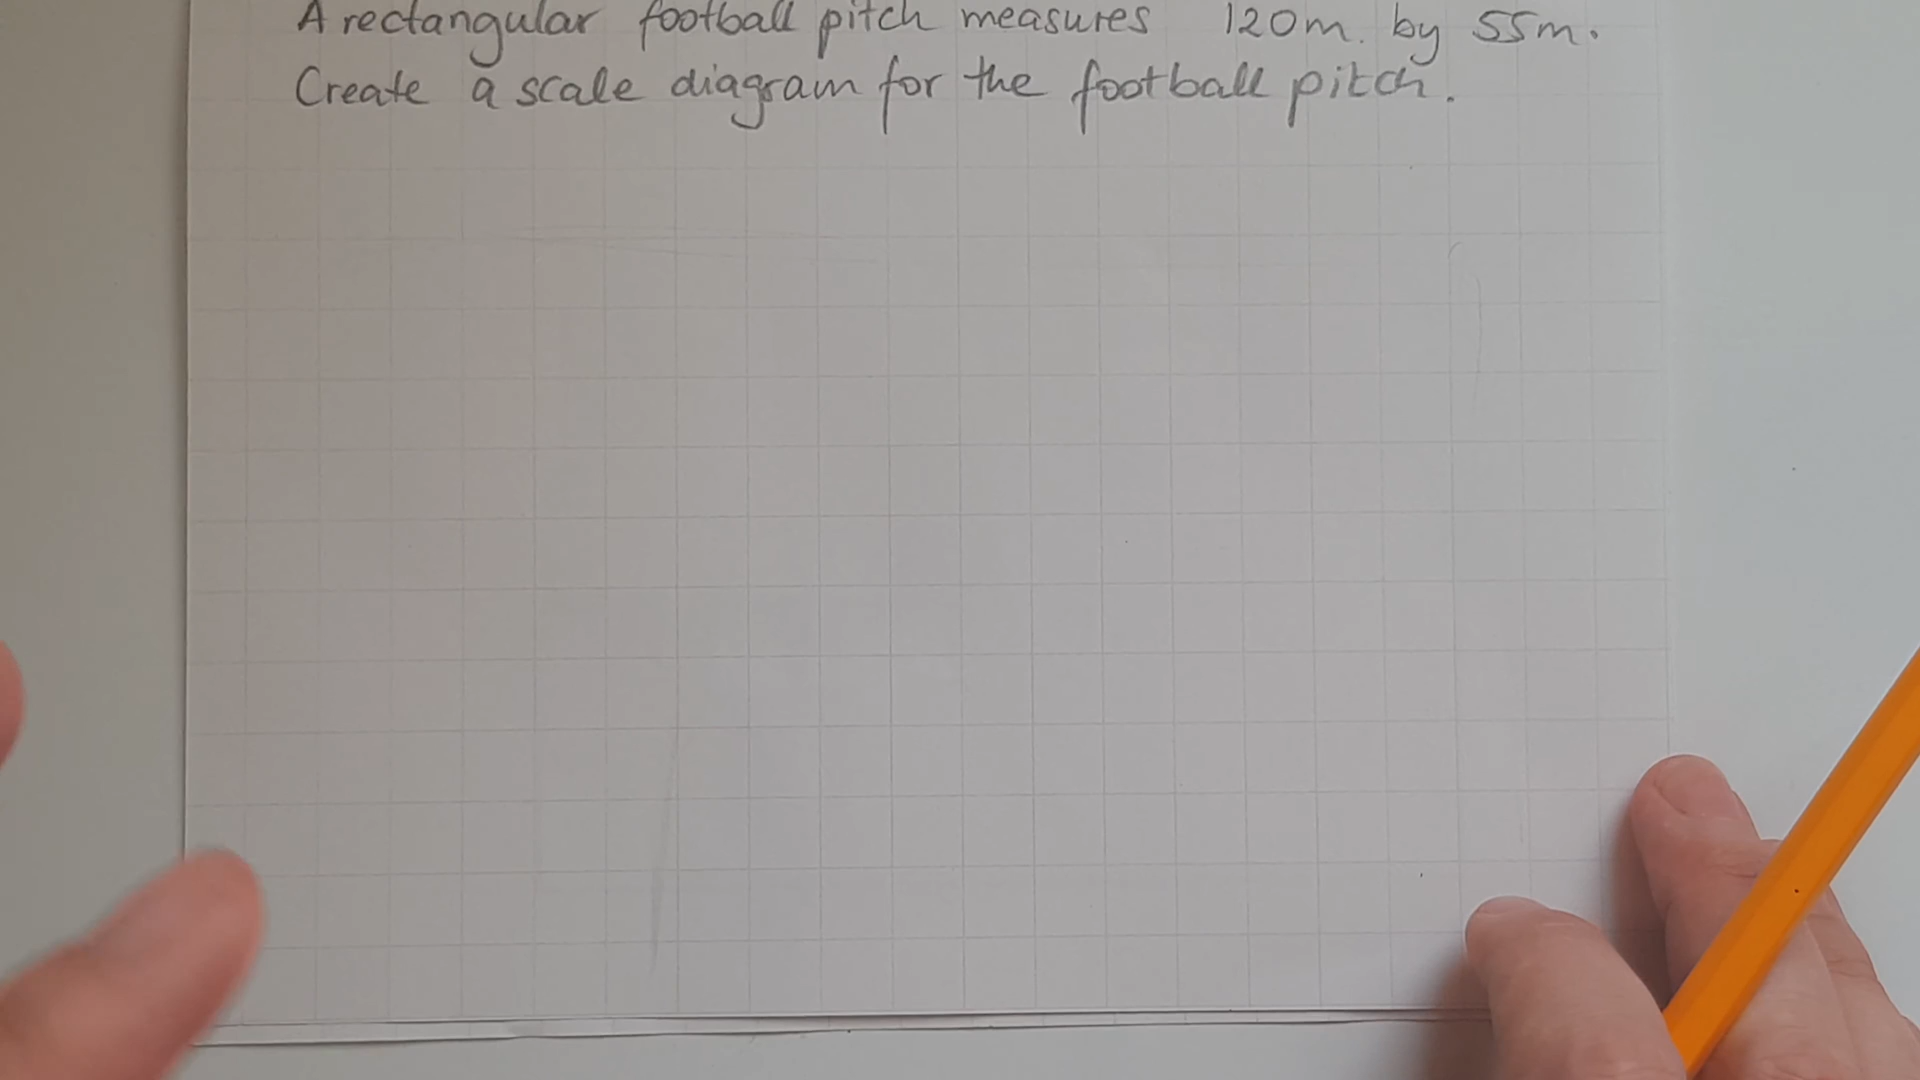 A rectangular football pitch measures 120m. by 55m.
Create a scale diagram for the football pitch.